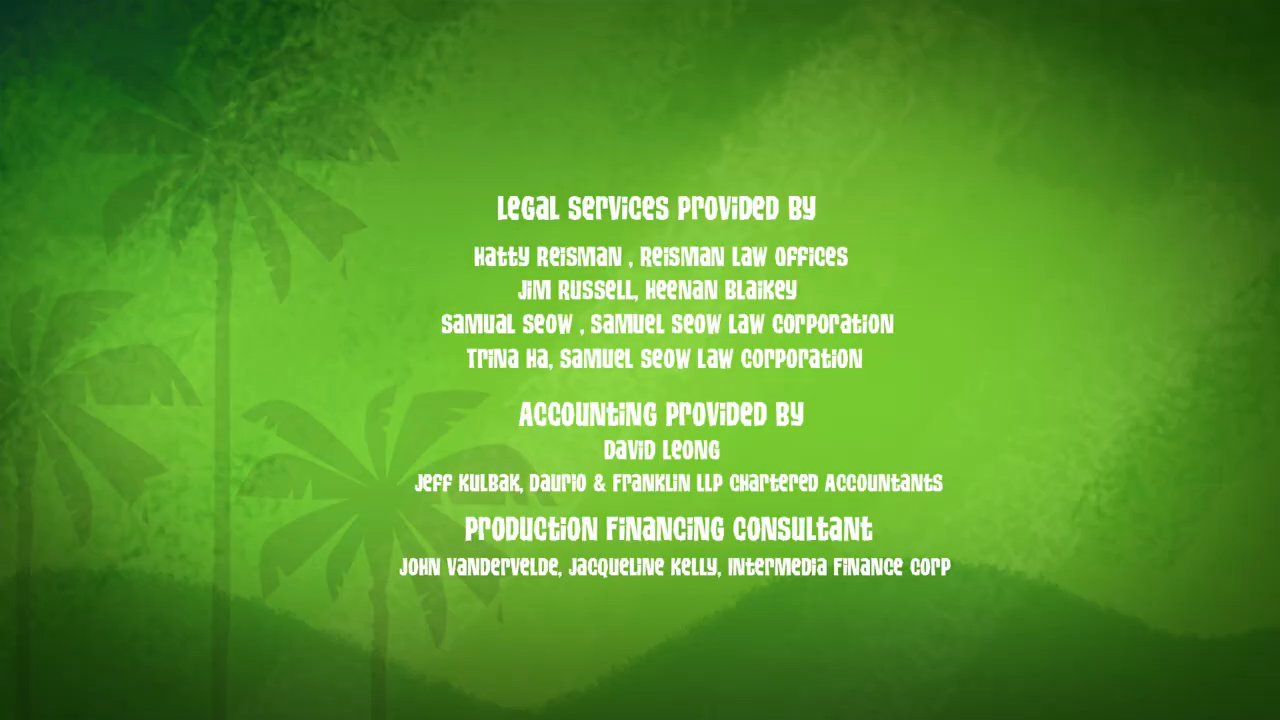 Legal Services Provided By
Hatty Reisman , Reisman Law Offices
Jim Russell, Heenan Blaikey
Samual Seow , Samuel Seow Law Corporation
Trina Ha, Samuel Seow Law Corporation
Accounting Provided By
David Leong
Jeff Kulbak, Daurio & Franklin LLP Chartered Accountants
Production Financing Consultant
John Vandervelde, Jacqueline Kelly, Intermedia Finance Corp